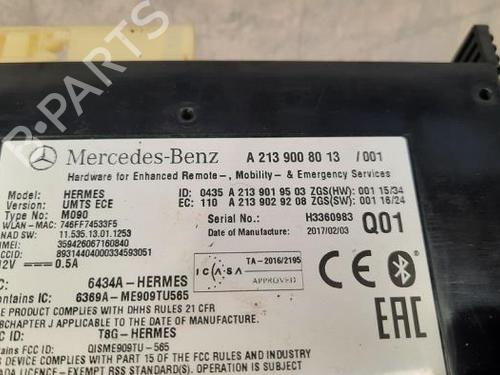 B PARTS
Mercedes-Benz A 213 900 80 13 / 001
Hardware for Enhanced Remote -, Mobility- & Emergency Services
Model: HERMES ID: 0435 A 213 901 95 03 ZGS(HW): 001 15/34
Version: UMTS ECE EC: 110 A 213 902 92 08 ZGS(SW): 001 16/24
Type No: M090
WLAN - MAC: 746FF74533F5 Serial No.: H3360983 Q01
NAD SW: 11.535.13.01.1253 Date of Manufacture: 2017/02/03
IMEI: 359426067160840
ICCID: 89314404000334593051
12V 0.5A
TA-2016/2195
ICASA
APPROVED
C: 6434A-HERMES
ontains IC: 6369A-ME909TU565
PRODUCT COMPLIES WITH DHHS RULES 21 CFR
UBCHAPTER J APPLICABLE TO THE DATE OF MANUFACTURE
ID: T8G-HERMES
ntains FCC ID: QISME909TU-565
S DEVICE COMPLIES WITH PART 15 OF THE FCC RULES AND INDUSTRY
ADA LICENCE - EXEMPT RSS STANDARD(S). OPERATION IS SUBJECT
CE
EAC